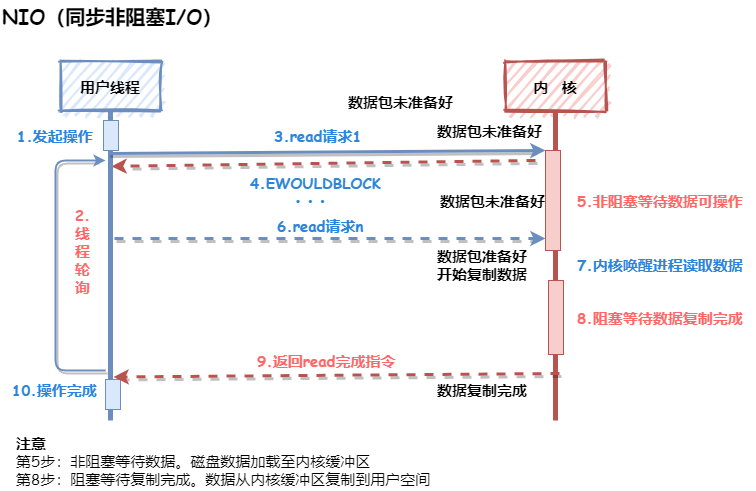 NIO（同步非阻塞I/O）
用户线程
内 核
数据包未准备好
1.发起操作
3.read请求1
数据包未准备好
4.EWOULDBLOCK
...
数据包未准备好
5.非阻塞等待数据可操作
2.
线
程
轮
询
6.read请求n
数据包准备好
开始复制数据
7.内核唤醒进程读取数据
8.阻塞等待数据复制完成
9.返回read完成指令
10.操作完成
数据复制完成
注意
第5步：非阻塞等待数据。磁盘数据加载至内核缓冲区
第8步：阻塞等待复制完成。数据从内核缓冲区复制到用户空间